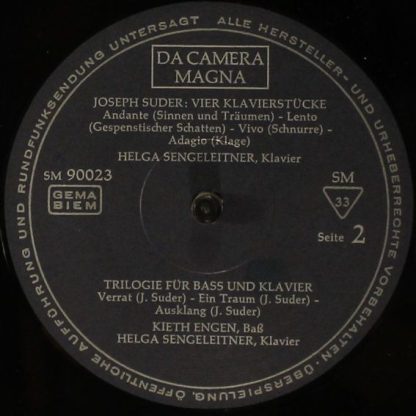 ALLE HERSTELLER- UND URHEBERRECHTE VORBEHALTEN · ÜBERSPIELUNG, ÖFFENTLICHE AUFFÜHRUNG UND RUNDFUNKSENDUNG UNTERSAGT
DA CAMERA
MAGNA
JOSEPH SUDER: VIER KLAVIERSTÜCKE
Andante (Sinnen und Träumen) - Lento
(Gespenstischer Schatten) - Vivo (Schnurre) -
Adagio (Klage)
HELGA SENGELEITNER, Klavier
SM 90023
GEMA
BIEM
SM
33
Seite 2
TRILOGIE FÜR BASS UND KLAVIER
Verrat (J. Suder) - Ein Traum (J. Suder) -
Ausklang (J. Suder)
KIETH ENGEN, Baß
HELGA SENGELEITNER, Klavier